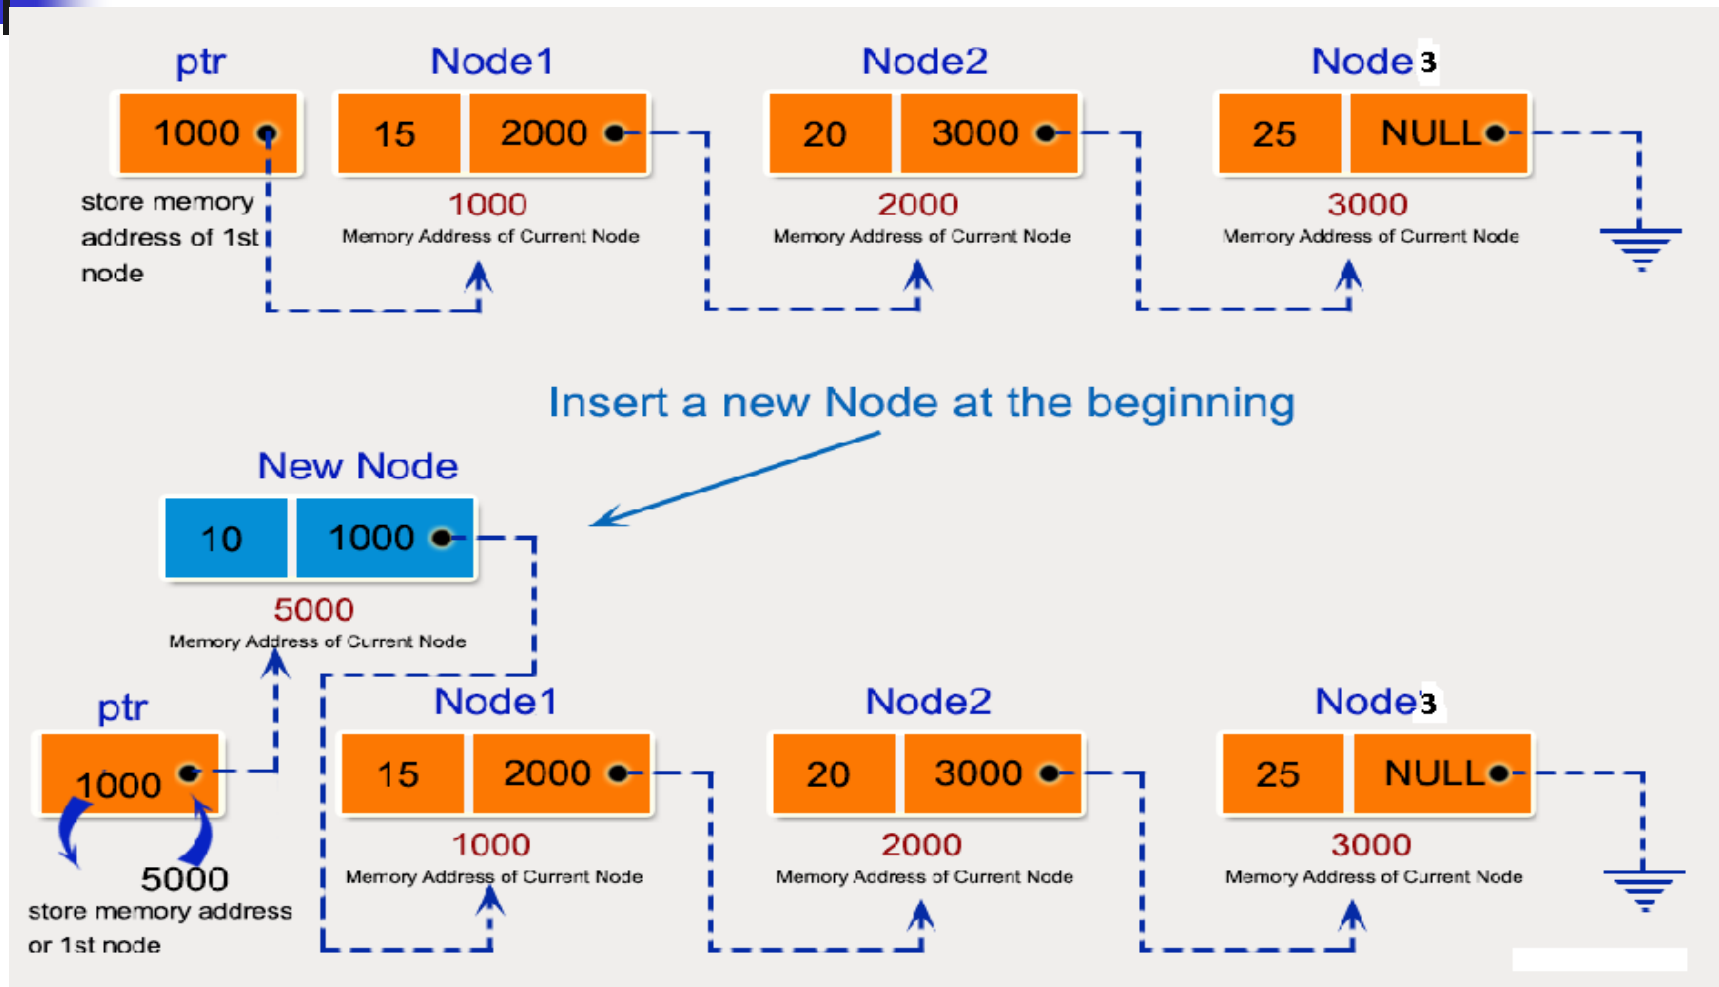 ptr Node1 Node2 Node3
1000 15 2000 20 3000 25 NULL
store memory
address of 1st
node
1000 2000 3000
Memory Address of Current Node Memory Address of Current Node Memory Address of Current Node
Insert a new Node at the beginning
New Node
10 1000
5000
Memory Address of Current Node
ptr Node1 Node2 Node3
1000 15 2000 20 3000 25 NULL
1000 2000 3000
5000 Memory Address of Current Node Memory Address of Current Node Memory Address of Current Node
store memory address
or 1st node